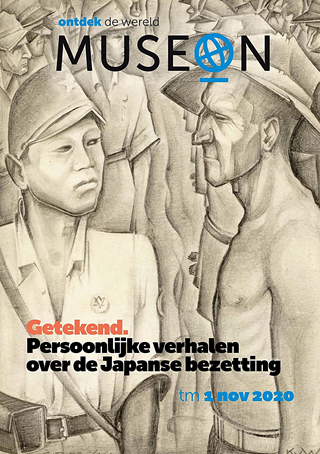 ontdek de wereld
MUSEON
Getekend.
Persoonlijke verhalen
over de Japanse bezetting
tm 1 nov 2020